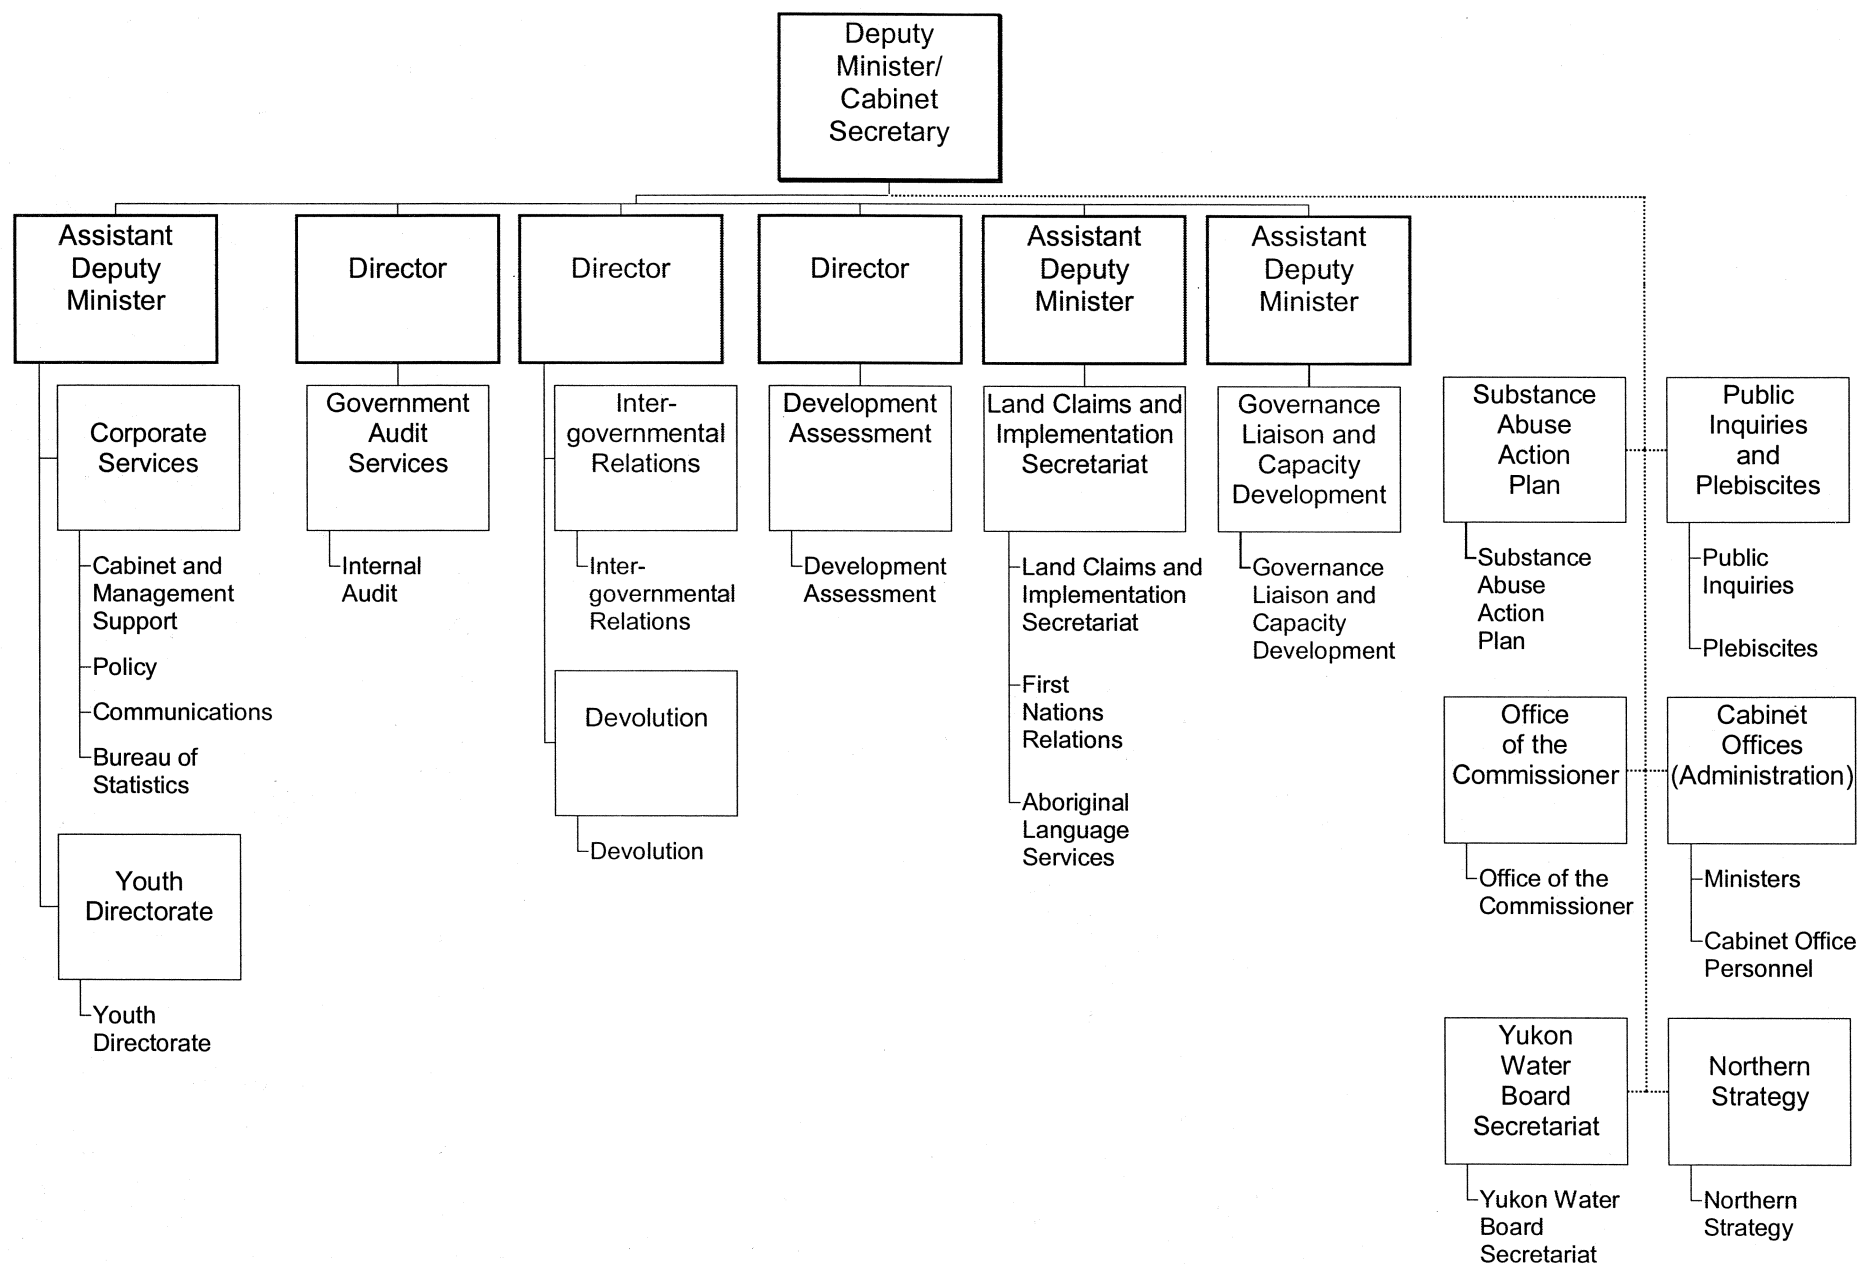 Deputy
Minister/
Cabinet
Secretary
Assistant
Deputy
Minister
Director
Director
Director
Assistant
Deputy
Minister
Assistant
Deputy
Minister
Corporate
Services
Cabinet and
Management
Support
Policy
Communications
Bureau of
Statistics
Youth
Directorate
Youth
Directorate
Government
Audit
Services
Internal
Audit
Inter-
governmental
Relations
Inter-
governmental
Relations
Devolution
Devolution
Development
Assessment
Development
Assessment
Land Claims and
Implementation
Secretariat
Land Claims and
Implementation
Secretariat
First
Nations
Relations
Aboriginal
Language
Services
Governance
Liaison and
Capacity
Development
Governance
Liaison and
Capacity
Development
Substance
Abuse
Action
Plan
Substance
Abuse
Action
Plan
Public
Inquiries
and
Plebiscites
Public
Inquiries
Plebiscites
Office
of the
Commissioner
Office of the
Commissioner
Cabinet
Offices
(Administration)
Ministers
Cabinet Office
Personnel
Yukon
Water
Board
Secretariat
Yukon Water
Board
Secretariat
Northern
Strategy
Northern
Strategy